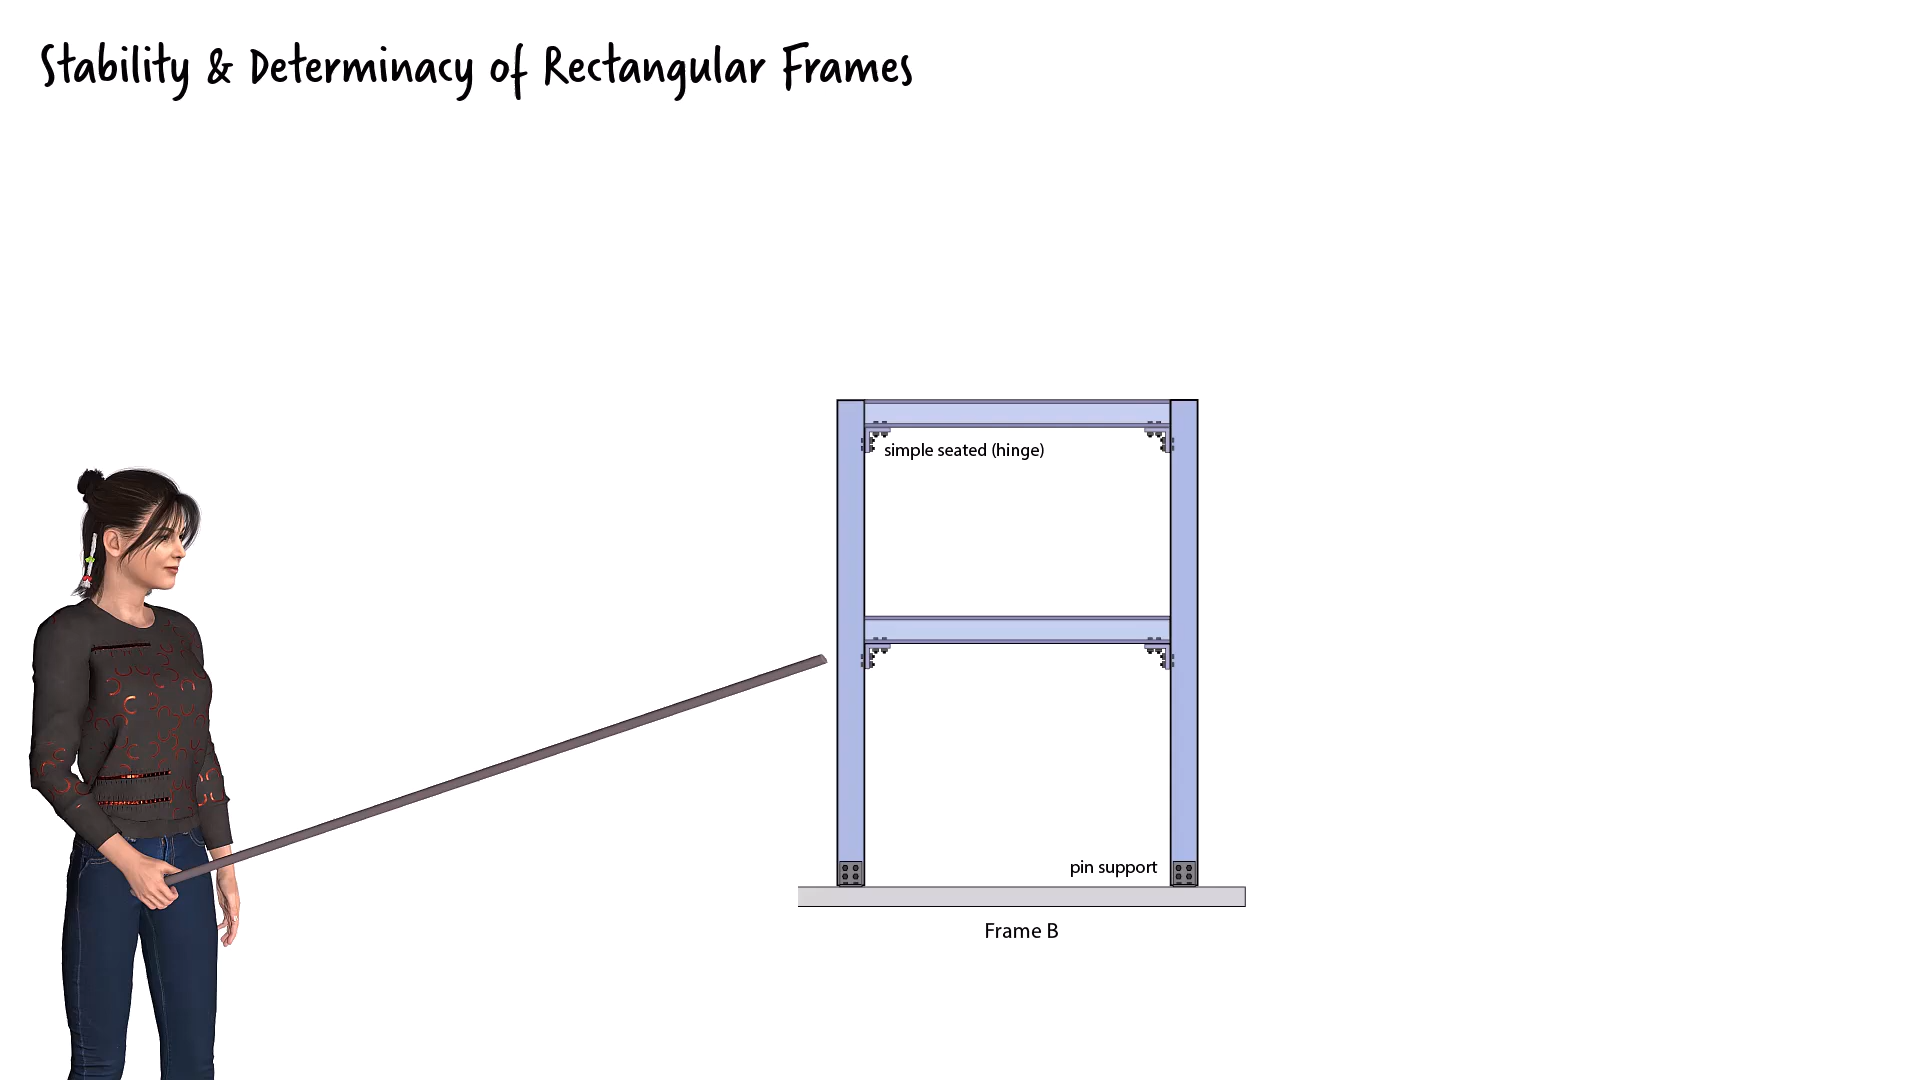 Stability & Determinacy of Rectangular Frames
simple seated (hinge)
pin support
Frame B